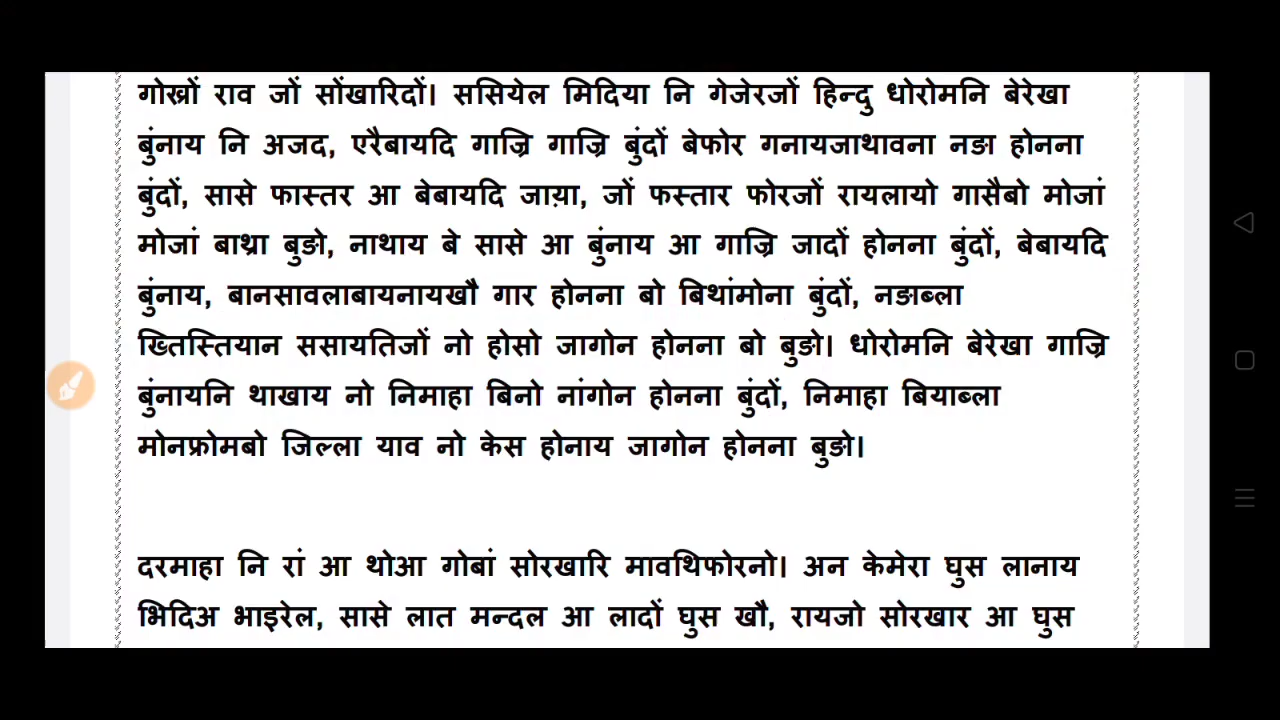 गोख्रों राव जों सोंखारिदों। ससियेल मिदिया नि गेजेरजों हिन्दु धोरोमनि बेरेखा
बुंनाय नि अजद, एरैबायदि गाज्रि गाज्रि बुंदों बेफोर गनायजाथावना नङा होनना
बुंदों, सासे फास्तर आ बेबायदि जाय़ा, जों फस्तार फोरजों रायलायो गासैबो मोजां
मोजां बाथ्रा बुङो, नाथाय बे सासे आ बुंनाय आ गाज्रि जादों होनना बुंदों, बेबायदि
बुंनाय, बानसावलाबायनायखौ गार होनना बो बिथांमोना बुंदों, नङाब्ला
ख्तिस्तियान ससायतिजों नो होसो जागोन होनना बो बुङो। धोरोमनि बेरेखा गाज्रि
बुंनायनि थाखाय नो निमाहा बिनो नांगोन होनना बुंदों, निमाहा बियाब्ला
मोनफ्रोमबो जिल्ला याव नो केस होनाय जागोन होनना बुङो।
दरमाहा नि रां आ थोआ गोबां सोरखारि मावथिफोरनो। अन केमेरा घुस लानाय
भिदिअ भाइरेल, सासे लात मन्दल आ लादों घुस खौ, रायजो सोरखार आ घुस